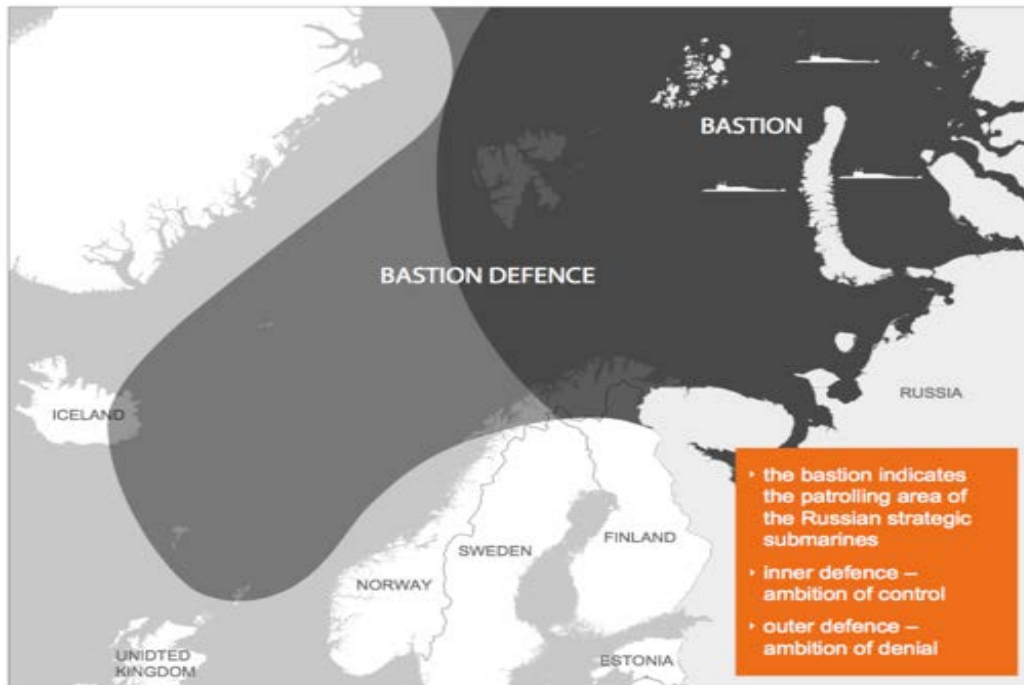 BASTION
BASTION DEFENCE
ICELAND
RUSSIA
SWEDEN
FINLAND
NORWAY
UNIDTED
KINGDOM
ESTONIA
‣ the bastion indicates
the patrolling area of
the Russian strategic
submarines
‣ inner defence –
ambition of control
‣ outer defence –
ambition of denial